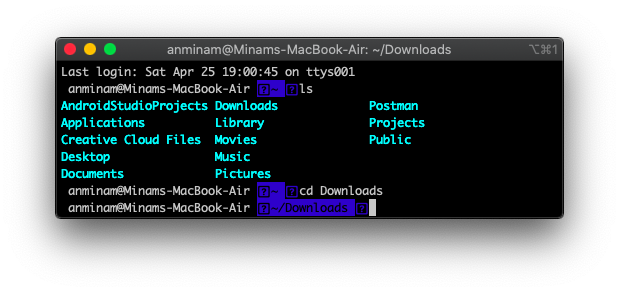 anminam@Minams-MacBook-Air: ~/Downloads ⌥⌘1
Last login: Sat Apr 25 19:00:45 on ttys001
anminam@Minams-MacBook-Air ? ~ ? ls
AndroidStudioProjects Downloads Postman
Applications Library Projects
Creative Cloud Files Movies Public
Desktop Music
Documents Pictures
anminam@Minams-MacBook-Air ? ~ ? cd Downloads
anminam@Minams-MacBook-Air ? ~/Downloads ?